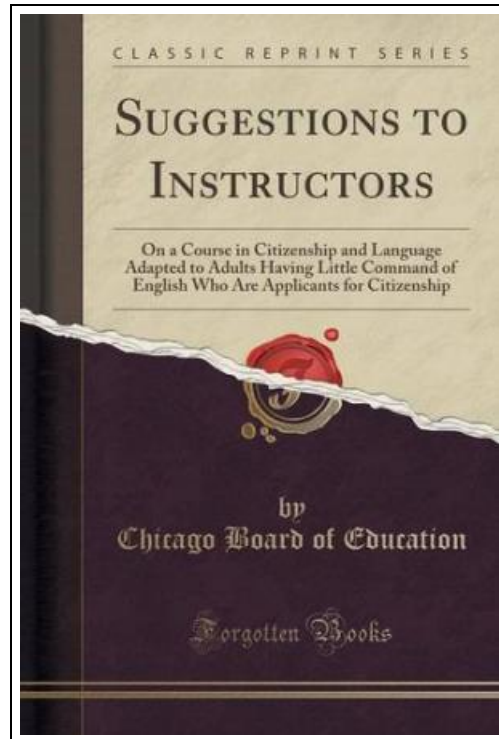 CLASSIC REPRINT SERIES
SUGGESTIONS TO
INSTRUCTORS
On a Course in Citizenship and Language
Adapted to Adults Having Little Command of
English Who Are Applicants for Citizenship
F
by
Chicago Board of Education
Forgotten Books